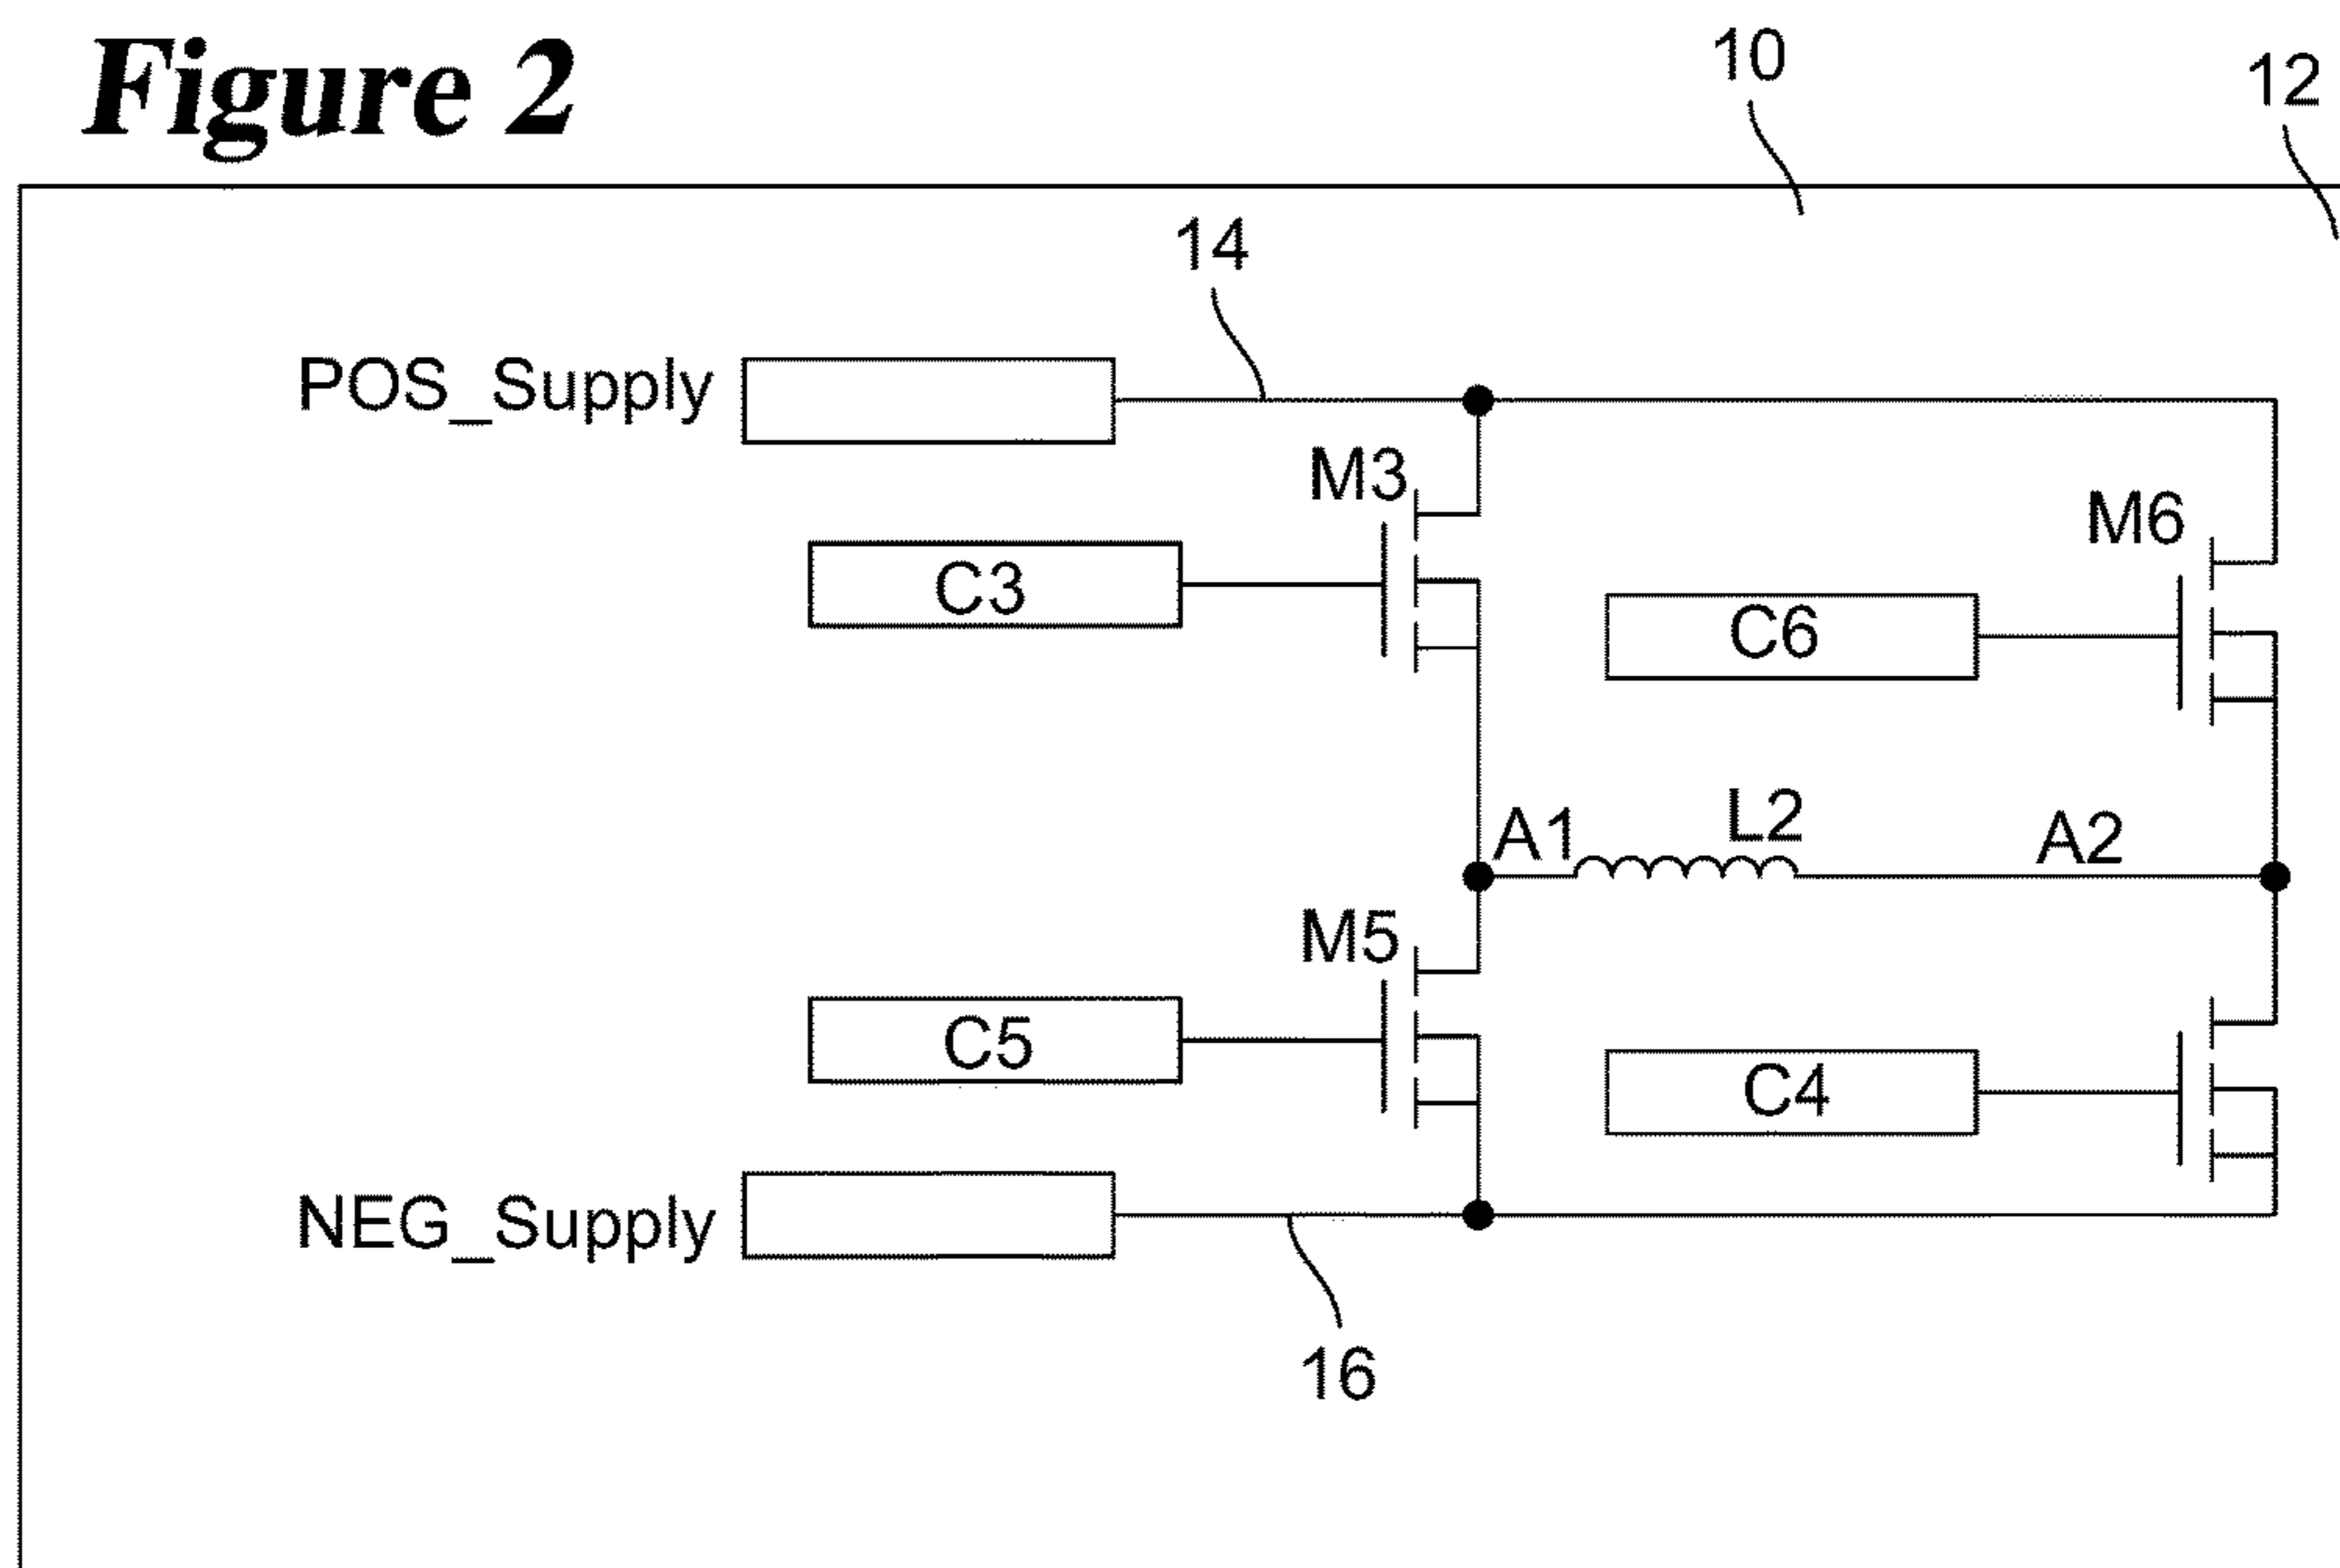 Figure 2
10
12
14
POS_Supply
M3
M6
C3
C6
A1
L2
A2
M5
C5
C4
NEG_Supply
16